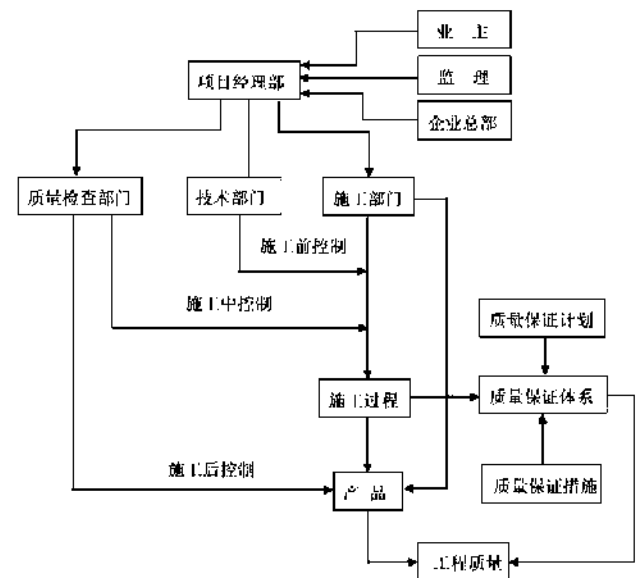 业 主
项目经理部
监 理
企业总部
质量检查部门
技术部门
施工部门
施工前控制
施工中控制
质量保证计划
施工过程
质量保证体系
施工后控制
产 品
质量保证措施
工程质量